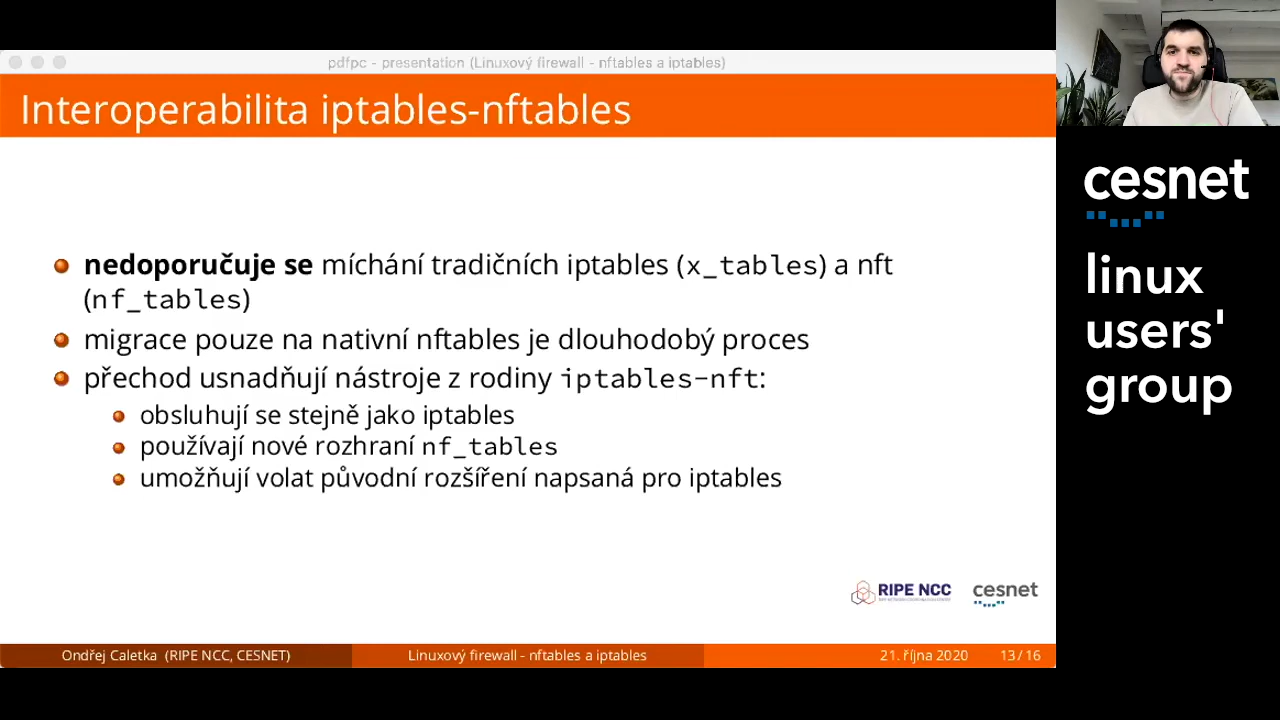 pdfpc - presentation (Linuxový firewall - nftables a iptables)
Interoperabilita iptables-nftables
nedoporučuje se míchání tradičních iptables (x_tables) a nft
(nf_tables)
migrace pouze na nativní nftables je dlouhodobý proces
přechod usnadňují nástroje z rodiny iptables-nft:
obsluhují se stejně jako iptables
používají nové rozhraní nf_tables
umožňují volat původní rozšíření napsaná pro iptables
RIPE NCC
cesnet
Ondřej Caletka (RIPE NCC, CESNET)
Linuxový firewall - nftables a iptables
21. října 2020
13/16
cesnet
linux
users'
group